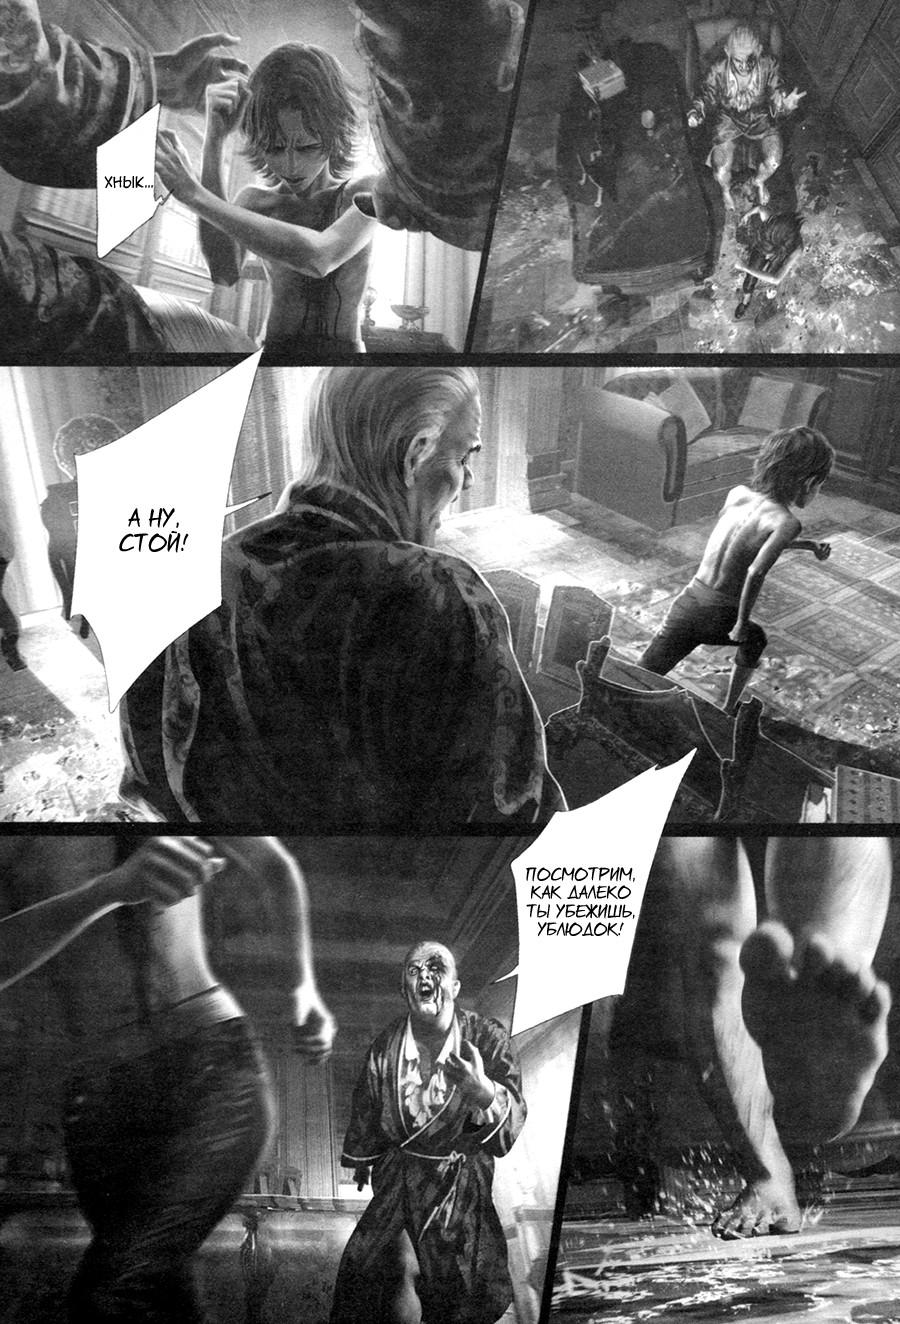 ХНЫК...
А НУ,
СТОЙ!
ПОСМОТРИМ,
КАК ДАЛЕКО
ТЫ УБЕЖИШЬ,
УБЛЮДОК!